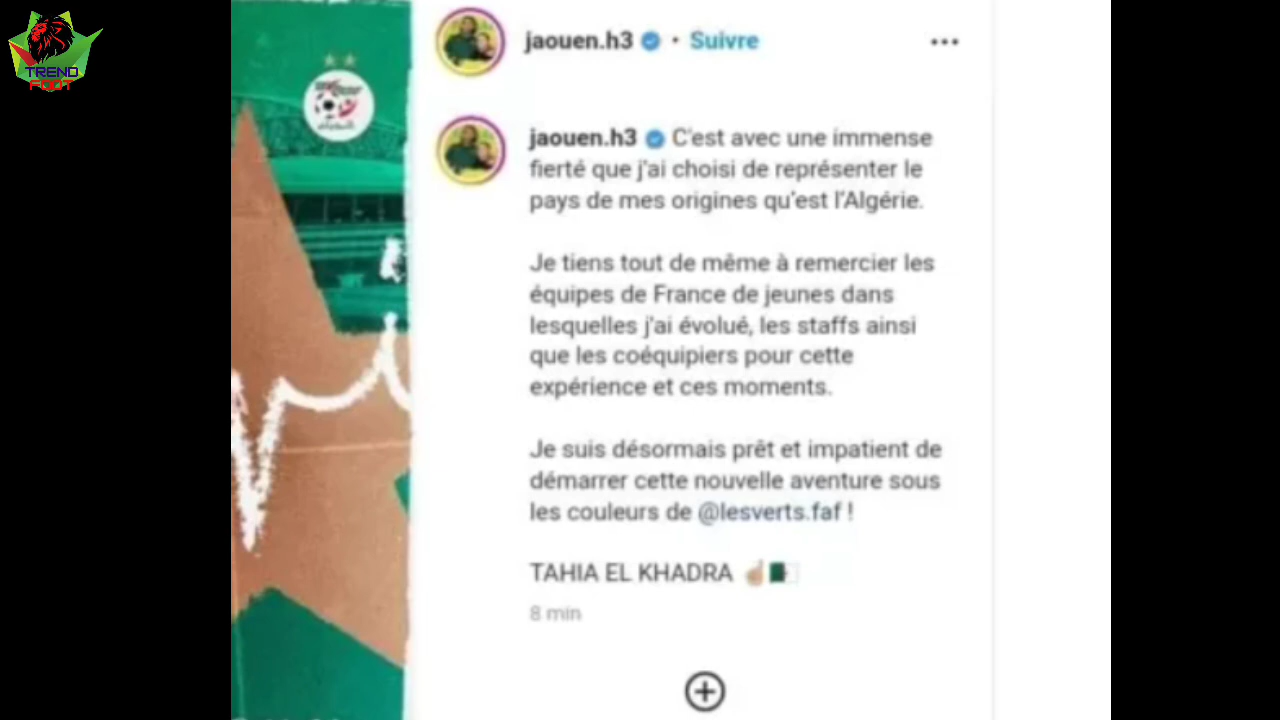 TREND
FOOT
jaouen.h3 • Suivre
jaouen.h3 C'est avec une immense
fierté que j'ai choisi de représenter le
pays de mes origines qu'est l'Algérie.
Je tiens tout de même à remercier les
équipes de France de jeunes dans
lesquelles j'ai évolué, les staffs ainsi
que les coéquipiers pour cette
expérience et ces moments.
Je suis désormais prêt et impatient de
démarrer cette nouvelle aventure sous
les couleurs de @lesverts.faf !
TAHIA EL KHADRA ☝🏼🇩🇿
8 min